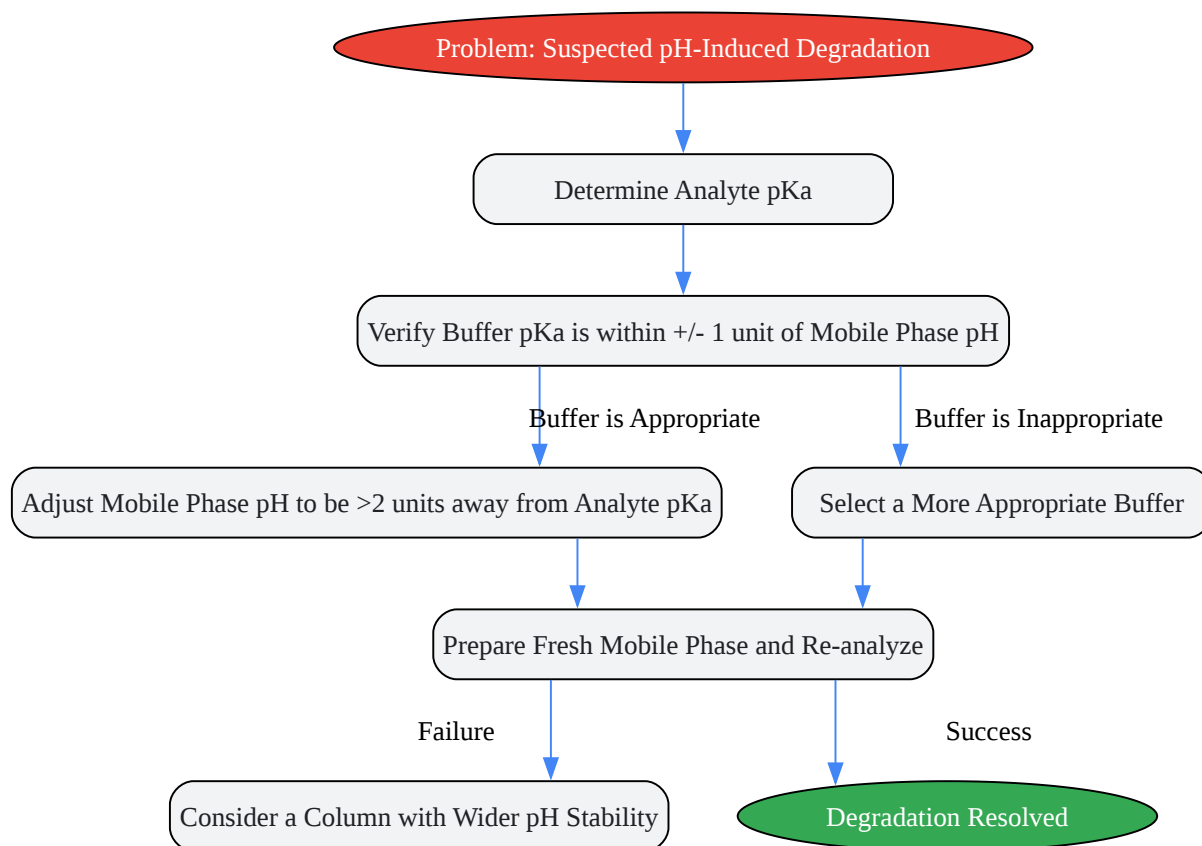 Problem: Suspected pH-Induced Degradation
Determine Analyte pKa
Verify Buffer pKa is within +/- 1 unit of Mobile Phase pH
Buffer is Appropriate
Buffer is Inappropriate
Adjust Mobile Phase pH to be >2 units away from Analyte pKa
Select a More Appropriate Buffer
Prepare Fresh Mobile Phase and Re-analyze
Failure
Success
Consider a Column with Wider pH Stability
Degradation Resolved